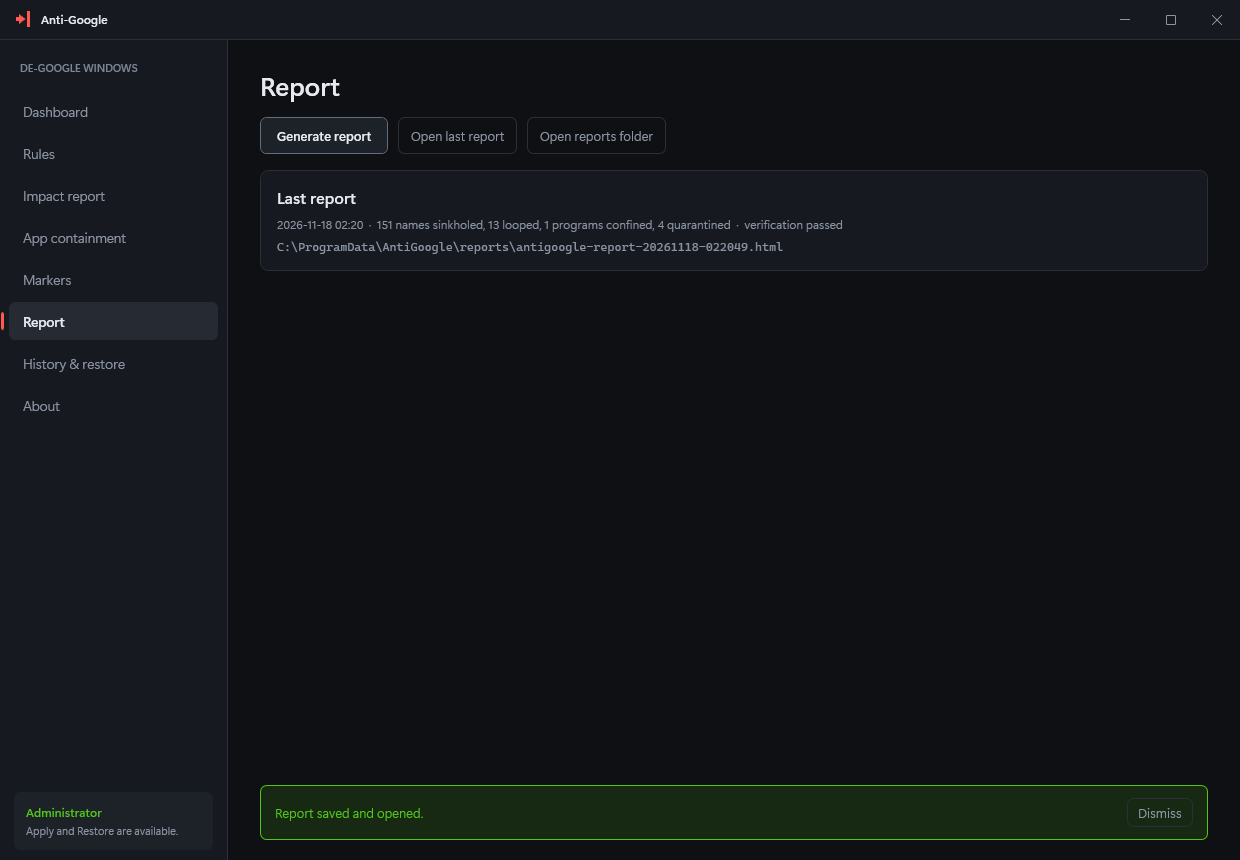 Anti-Google
DE-GOOGLE WINDOWS
Dashboard
Rules
Impact report
App containment
Markers
Report
History & restore
About
Administrator
Apply and Restore are available.
Report
Generate report
Open last report
Open reports folder
Last report
2026-11-18 02:20 · 151 names sinkholed, 13 looped, 1 programs confined, 4 quarantined · verification passed
C:\ProgramData\AntiGoogle\reports\antigoogle-report-20261118-022049.html
Report saved and opened.
Dismiss